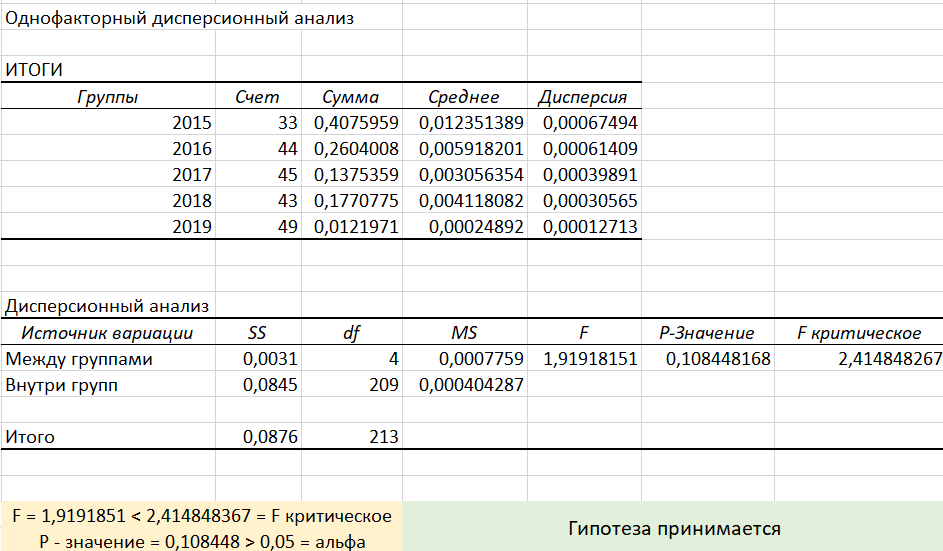 Однофакторный дисперсионный анализ
ИТОГИ
Группы Счет Сумма Среднее Дисперсия
2015 33 0,4075959 0,012351389 0,00067494
2016 44 0,2604008 0,005918201 0,00061409
2017 45 0,1375359 0,003056354 0,00039891
2018 43 0,1770775 0,004118082 0,00030565
2019 49 0,0121971 0,00024892 0,00012713
Дисперсионный анализ
Источник вариации SS df MS F P-Значение F критическое
Между группами 0,0031 4 0,0007759 1,91918151 0,108448168 2,414848267
Внутри групп 0,0845 209 0,000404287
Итого 0,0876 213
F = 1,9191851 < 2,414848367 = F критическое
P - значение = 0,108448 > 0,05 = альфа
Гипотеза принимается